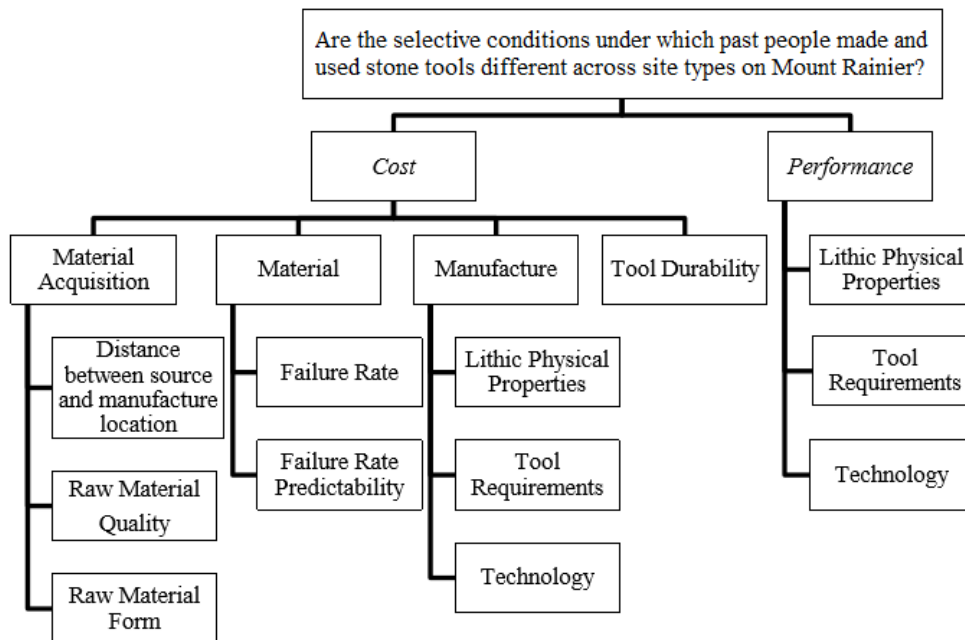 Are the selective conditions under which past people made and
used stone tools different across site types on Mount Rainier?
Cost
Performance
Material
Acquisition
Material
Manufacture
Tool Durability
Lithic Physical
Properties
Distance
between source
and manufacture
location
Failure Rate
Lithic Physical
Properties
Tool
Requirements
Raw Material
Quality
Failure Rate
Predictability
Tool
Requirements
Technology
Raw Material
Form
Technology